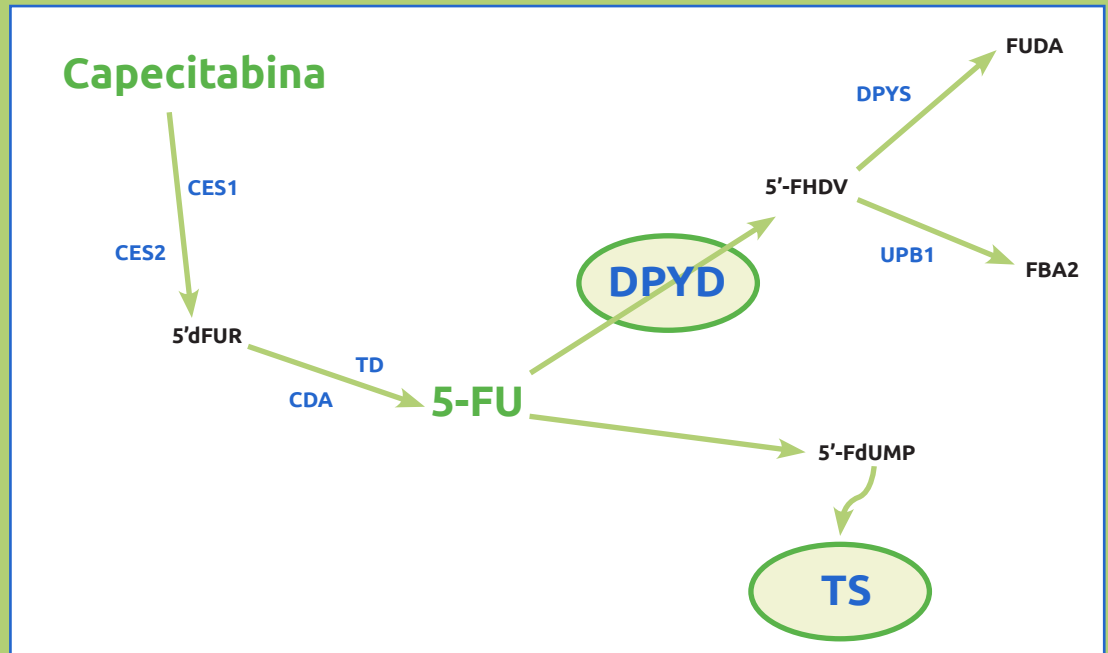 Capecitabina
CES1
CES2
5'dFUR
TD
CDA
5-FU
DPYD
5'-FHDV
DPYS
FUDA
UPB1
FBA2
5'-FdUMP
TS